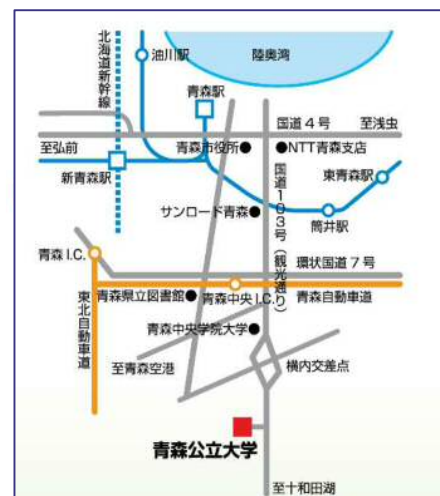 北海道新幹線
油川駅
陸奥湾
青森駅
国道4号
至浅虫
至弘前
青森市役所
NTT青森支店
新青森駅
東青森駅
サンロード青森
国道103号(観光通り)
筒井駅
青森I.C.
環状国道7号
東北自動車道
青森県立図書館
青森中央I.C.
青森自動車道
青森中央学院大学
至青森空港
横内交差点
青森公立大学
至十和田湖